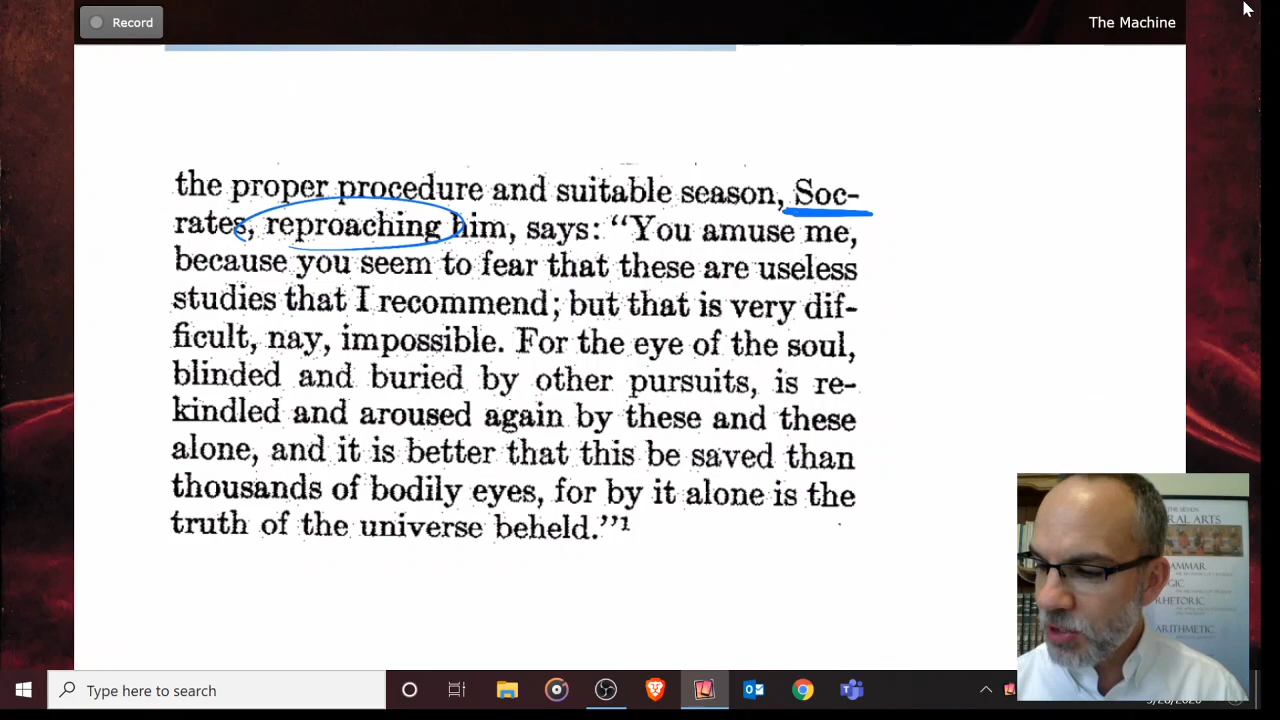 Record
The Machine
the proper procedure and suitable season, Soc-
rates, reproaching him, says: “You amuse me,
because you seem to fear that these are useless
studies that I recommend; but that is very dif-
ficult, nay, impossible. For the eye of the soul,
blinded and buried by other pursuits, is re-
kindled and aroused again by these and these
alone, and it is better that this be saved than
thousands of bodily eyes, for by it alone is the
truth of the universe beheld.”1
RAL ARTS
AMMAR
GIC
RHETORIC
ARITHMETIC
Type here to search